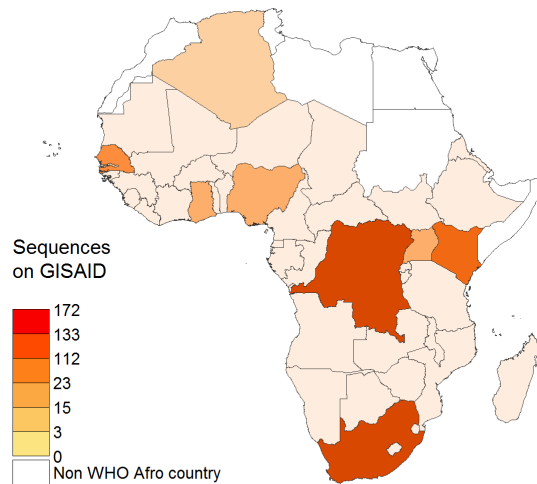 Sequences
on GISAID
172
133
112
23
15
3
0
Non WHO Afro country